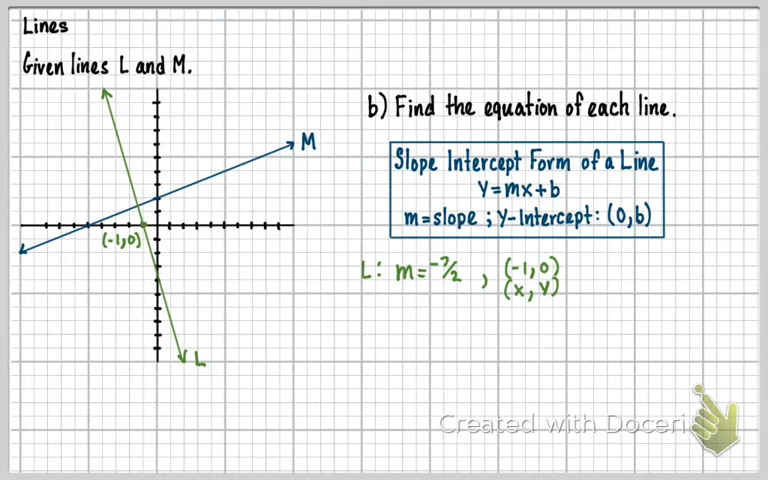 Lines
Given lines L and M.
b) Find the equation of each line.
M
Slope Intercept Form of a Line
y=mx+b
m=slope ; y-Intercept: (0,b)
(-1,0)
L: m=-7/2 , (-1,0)
(x, y)
L
Created with Doceri